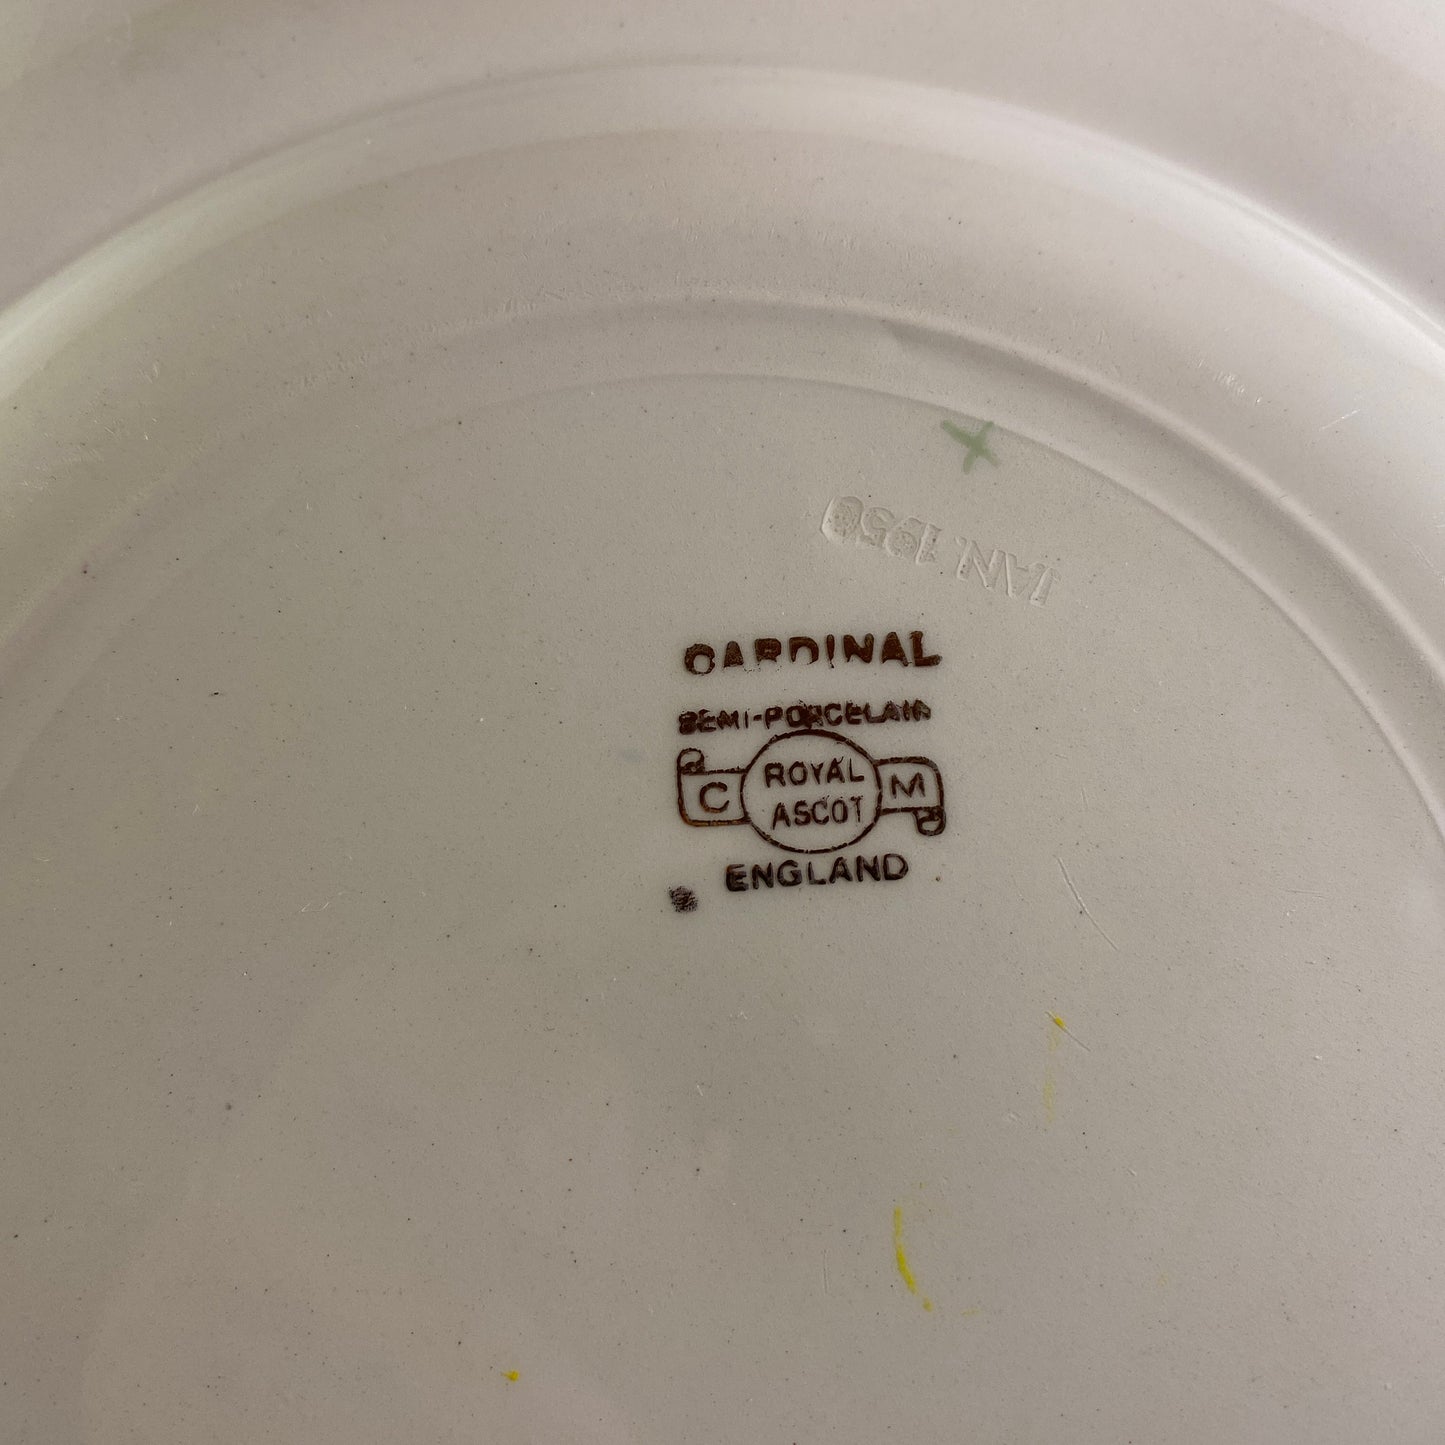 JAN. 1950
CARDINAL
SEMI-PORCELAIN
C ROYAL M
ASCOT
ENGLAND